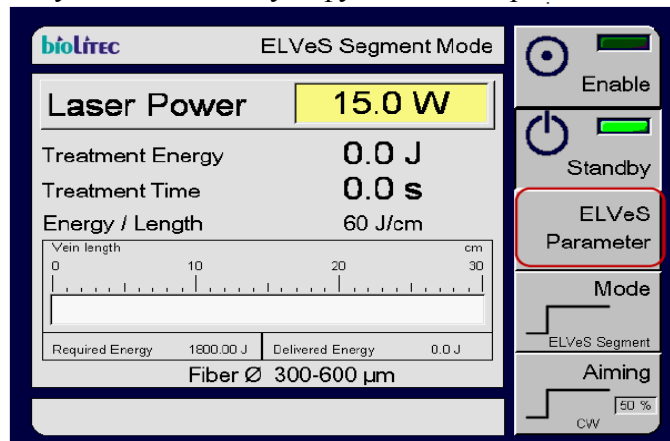 biolitec ELVeS Segment Mode
Laser Power 15.0 W
Treatment Energy 0.0 J
Treatment Time 0.0 s
Energy / Length 60 J/cm
Vein length cm
0 10 20 30
Required Energy 1800.00 J Delivered Energy 0.0 J
Fiber Ø 300-600 µm
Enable
Standby
ELVeS
Parameter
Mode
ELVeS Segment
Aiming
50 %
CW